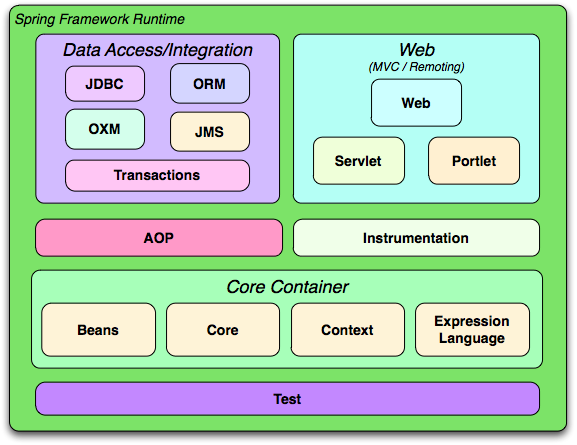 Spring Framework Runtime
Data Access/Integration
JDBC
ORM
OXM
JMS
Transactions
Web
(MVC / Remoting)
Web
Servlet
Portlet
AOP
Instrumentation
Core Container
Beans
Core
Context
Expression
Language
Test